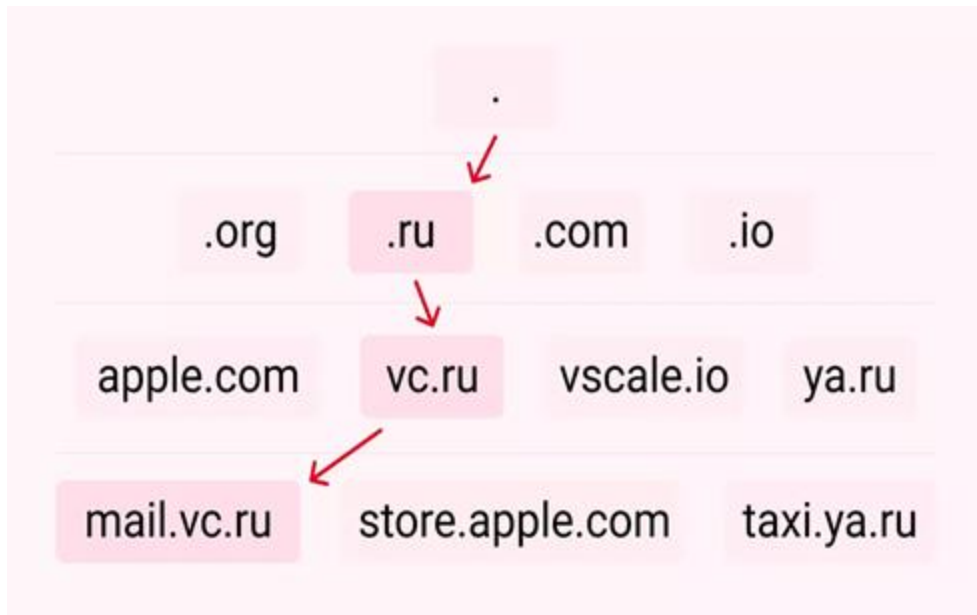 .
.org .ru .com .io
apple.com vc.ru vscale.io ya.ru
mail.vc.ru store.apple.com taxi.ya.ru